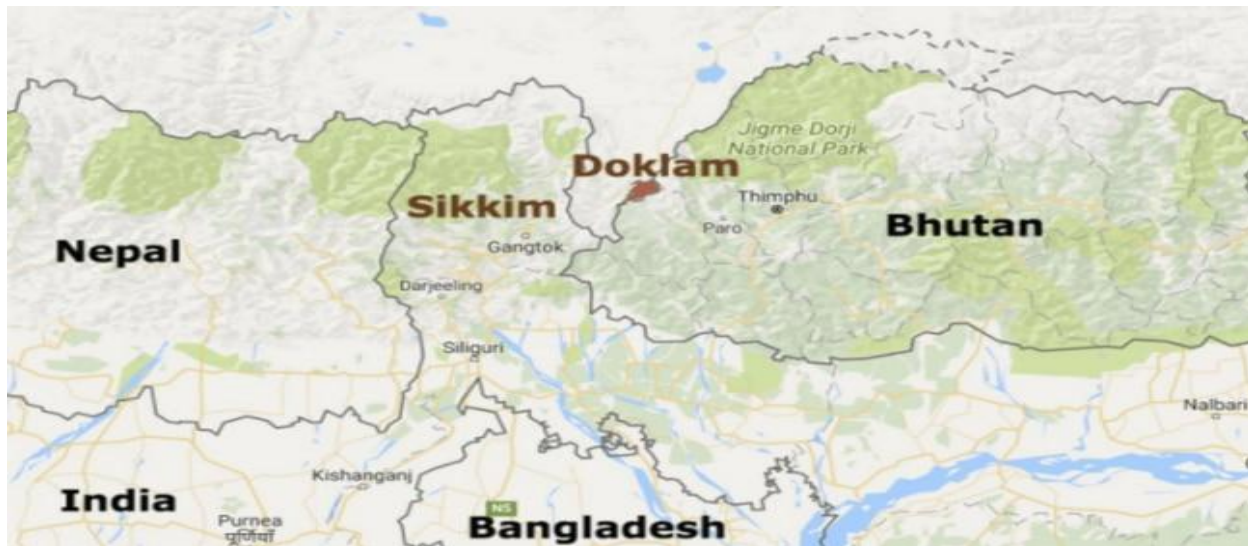 Jigme Dorji
National Park
Doklam
Thimphu
Sikkim
Paro
Bhutan
Gangtok
Nepal
Darjeeling
Siliguri
Nalbari
Kishanganj
India
N5
Purnea
पूर्णियाँ
Bangladesh